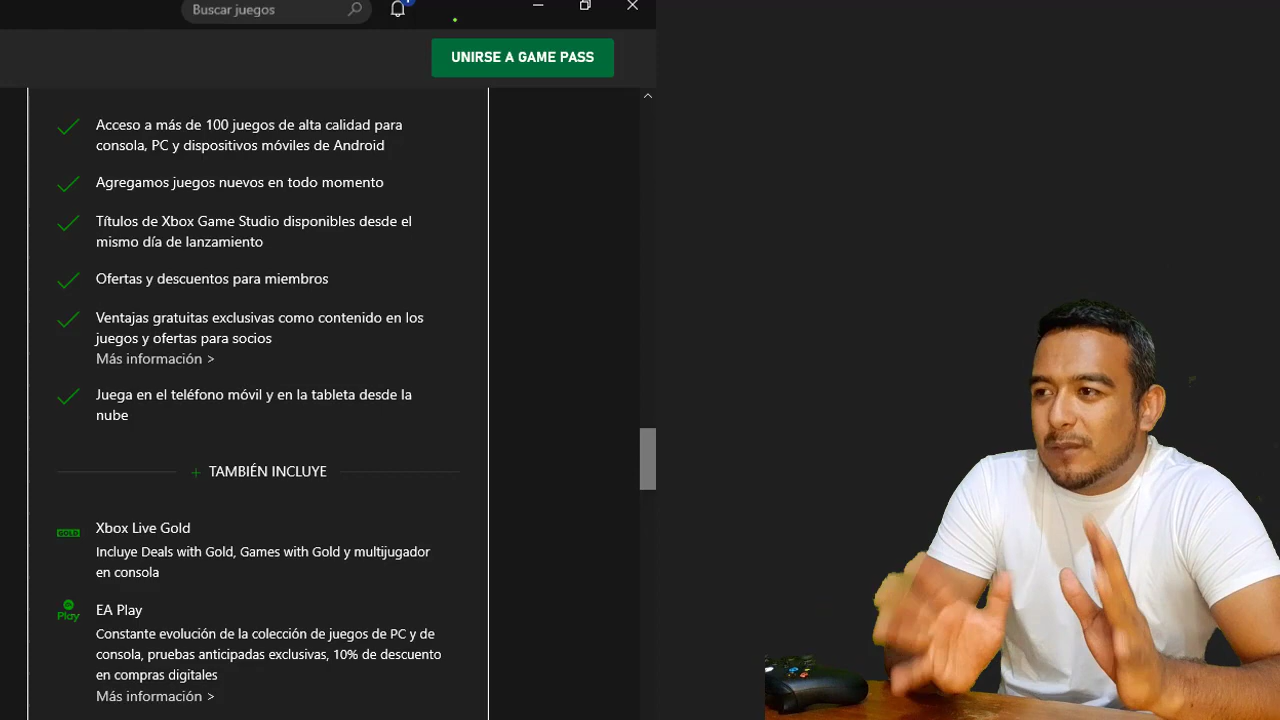 Buscar juegos
UNIRSE A GAME PASS
Acceso a más de 100 juegos de alta calidad para
consola, PC y dispositivos móviles de Android
Agregamos juegos nuevos en todo momento
Títulos de Xbox Game Studio disponibles desde el
mismo día de lanzamiento
Ofertas y descuentos para miembros
Ventajas gratuitas exclusivas como contenido en los
juegos y ofertas para socios
Más información >
Juega en el teléfono móvil y en la tableta desde la
nube
+ TAMBIÉN INCLUYE
GOLD
Xbox Live Gold
Incluye Deals with Gold, Games with Gold y multijugador
en consola
Play
EA Play
Constante evolución de la colección de juegos de PC y de
consola, pruebas anticipadas exclusivas, 10% de descuento
en compras digitales
Más información >